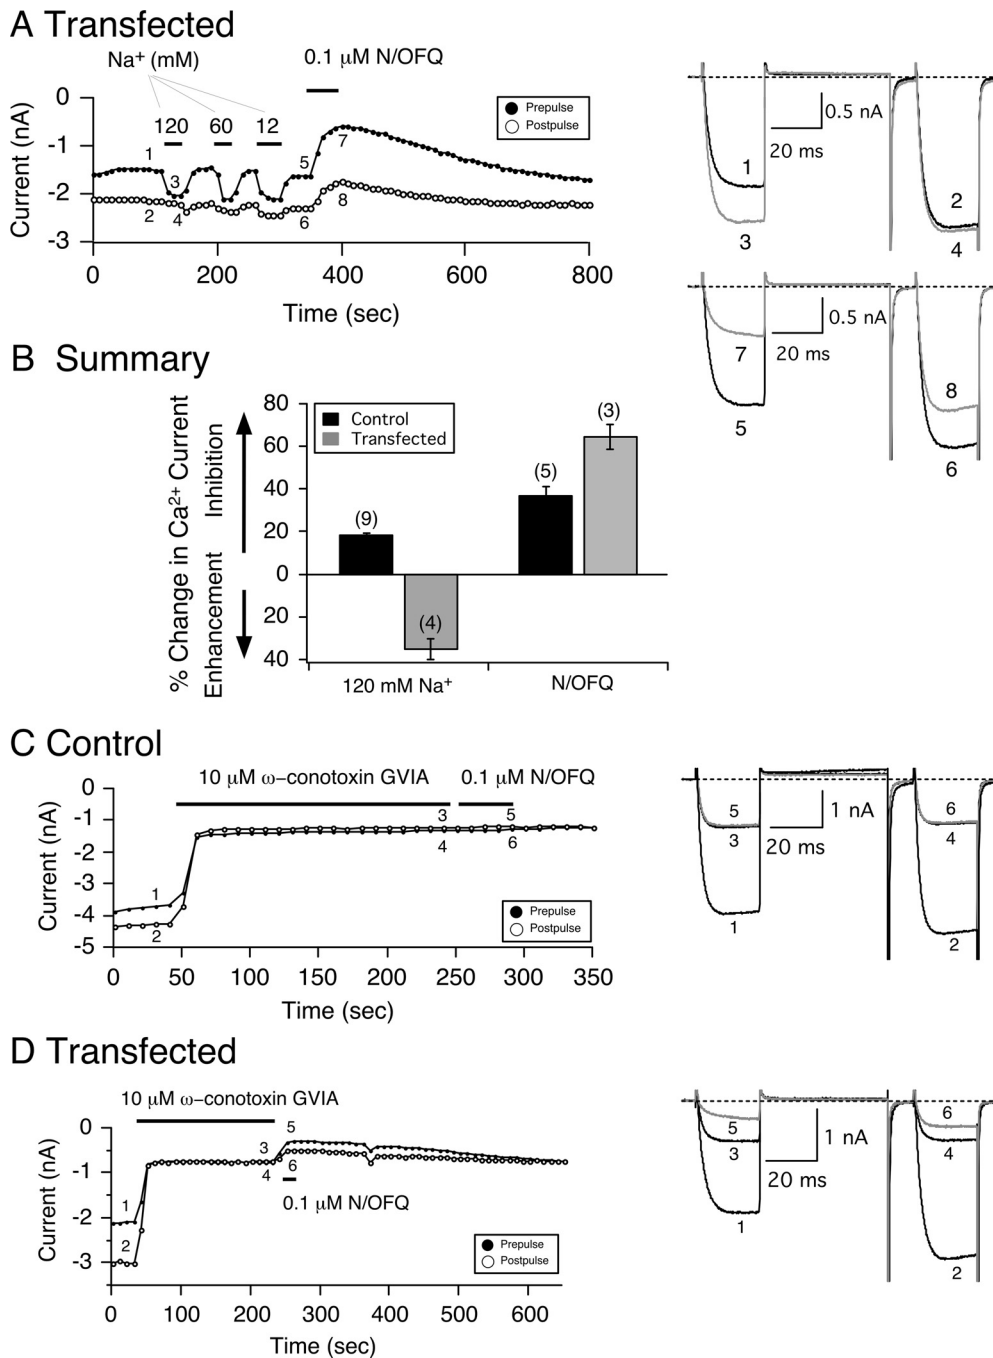 A Transfected
Na⁺ (mM)
0.1 μM N/OFQ
120 60 12
Prepulse
Postpulse
Current (nA)
0
-1
-2
-3
1
3
2
4
5
6
7
8
0 200 400 600 800
Time (sec)
0.5 nA
20 ms
1
3
2
4
0.5 nA
20 ms
7
5
8
6
B Summary
% Change in Ca²⁺ Current
Inhibition
Enhancement
80
60
40
20
0
20
40
Control
Transfected
(9)
(4)
(5)
(3)
120 mM Na⁺
N/OFQ
C Control
10 μM ω–conotoxin GVIA
0.1 μM N/OFQ
Current (nA)
0
-1
-2
-3
-4
-5
1
2
3
4
5
6
Prepulse
Postpulse
0 50 100 150 200 250 300 350
Time (sec)
1 nA
20 ms
5
3
1
6
4
2
D Transfected
10 μM ω–conotoxin GVIA
Current (nA)
0
-1
-2
-3
1
2
3
4
5
6
0.1 μM N/OFQ
Prepulse
Postpulse
0 100 200 300 400 500 600
Time (sec)
1 nA
20 ms
5
3
1
6
4
2